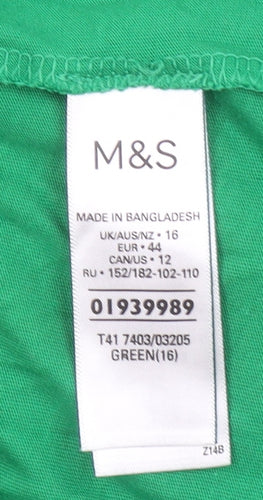 M&S
MADE IN BANGLADESH
UK/AUS/NZ • 16
EUR • 44
CAN/US • 12
RU • 152/182-102-110
01939989
T41 7403/03205
GREEN(16)
Z14B